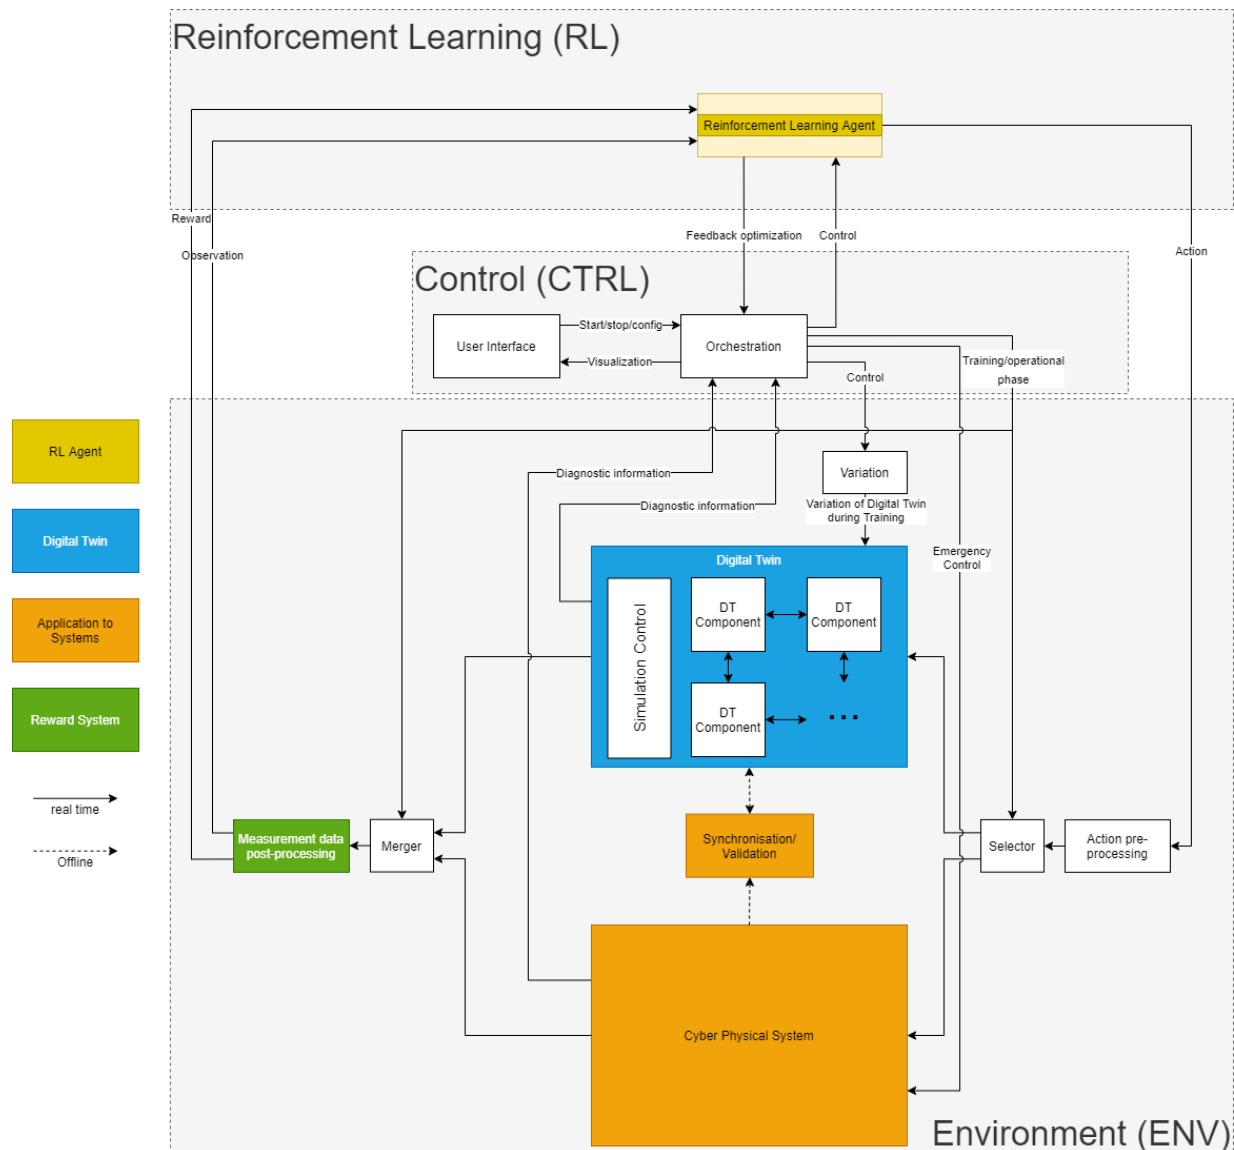 Reinforcement Learning (RL)
Reinforcement Learning Agent
Reward
Observation
Feedback optimization
Control
Action
Control (CTRL)
User Interface
Start/stop/config
Visualization
Orchestration
Control
Training/operational
phase
RL Agent
Digital Twin
Application to
Systems
Reward System
real time
Offline
Diagnostic information
Diagnostic information
Variation
Variation of Digital Twin
during Training
Emergency
Control
Digital Twin
Simulation Control
DT
Component
DT
Component
DT
Component
...
Measurement data
post-processing
Merger
Synchronisation/
Validation
Selector
Action pre-
processing
Cyber Physical System
Environment (ENV)